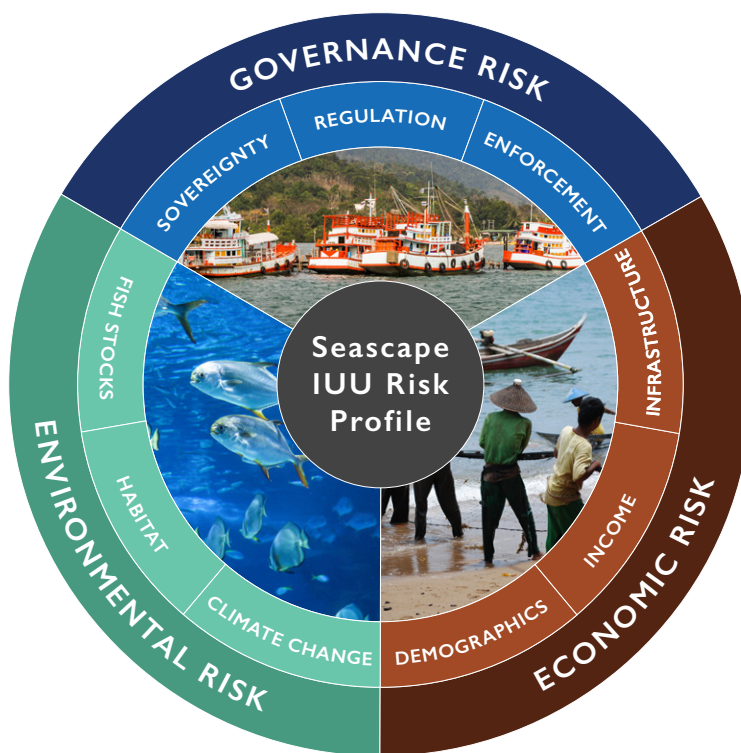 GOVERNANCE RISK
SOVEREIGNTY
REGULATION
ENFORCEMENT
INFRASTRUCTURE
INCOME
DEMOGRAPHICS
ECONOMIC RISK
FISH STOCKS
HABITAT
CLIMATE CHANGE
ENVIRONMENTAL RISK
Seascape
IUU Risk
Profile